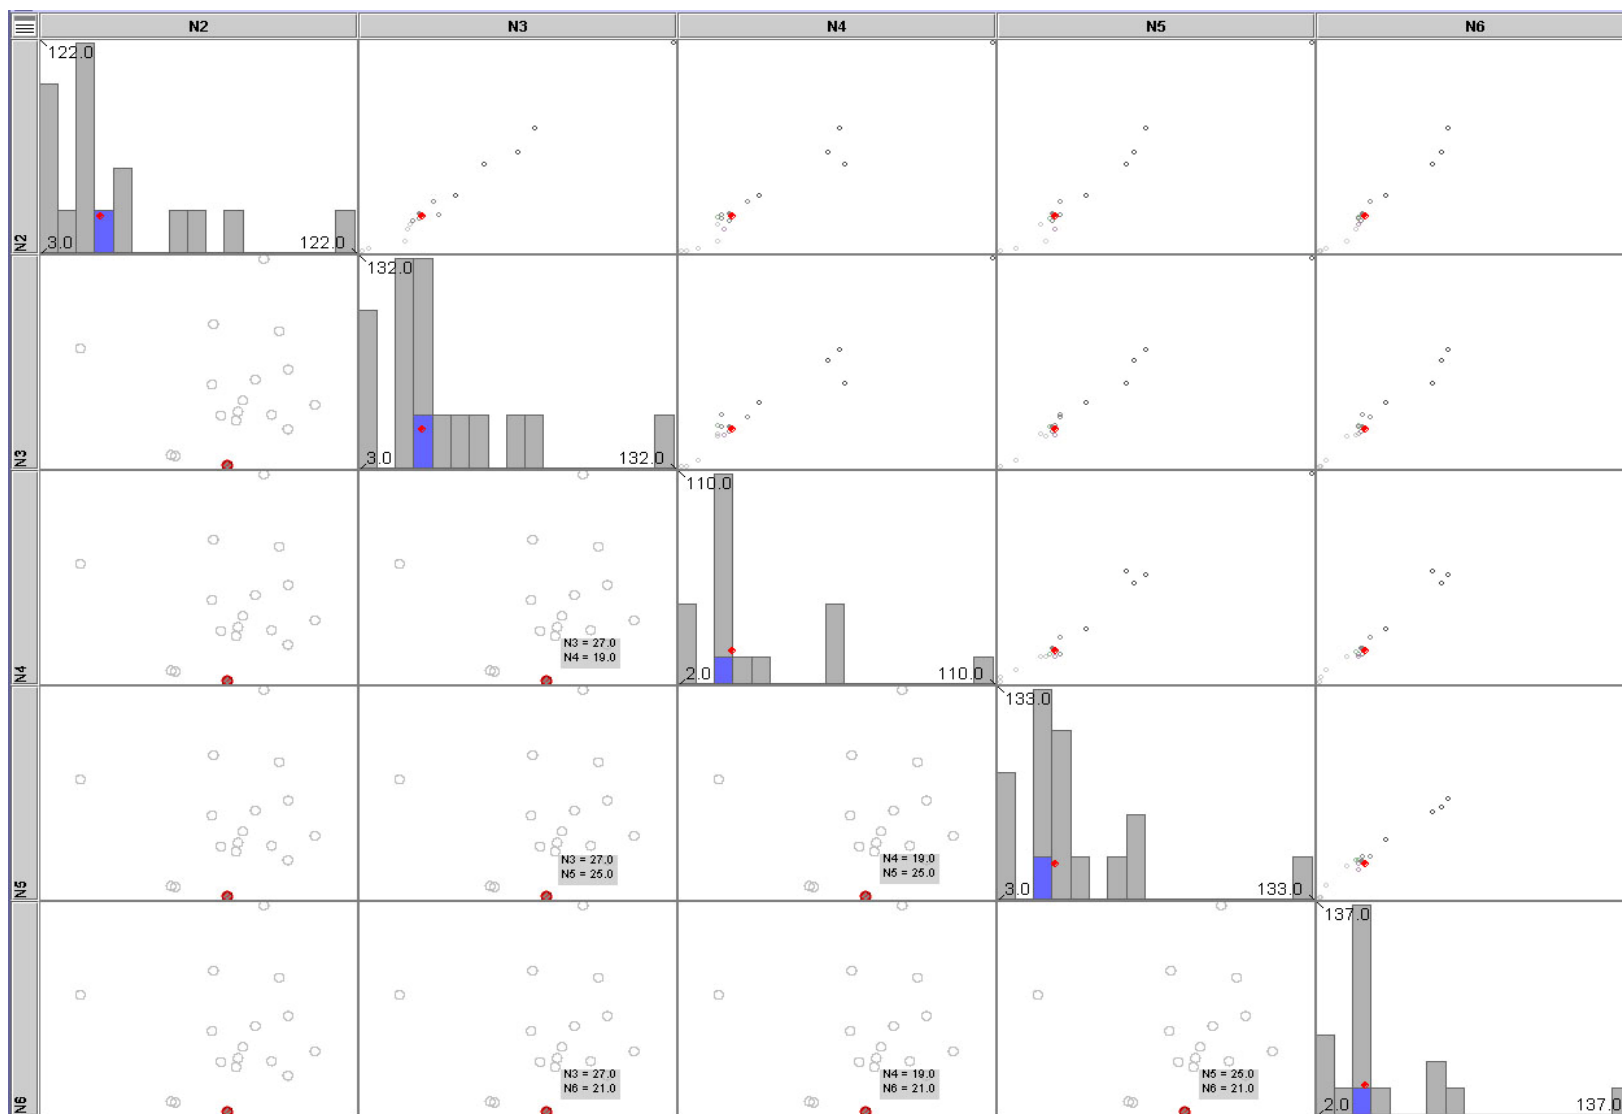 N2 N3 N4 N5 N6
N2
122.0
3.0 122.0
N3
132.0
3.0 132.0
N4
N3 = 27.0
N4 = 19.0
110.0
2.0 110.0
N5
N3 = 27.0
N5 = 25.0
N4 = 19.0
N5 = 25.0
133.0
3.0 133.0
N6
N3 = 27.0
N6 = 21.0
N4 = 19.0
N6 = 21.0
N5 = 25.0
N6 = 21.0
137.0
2.0 137.0